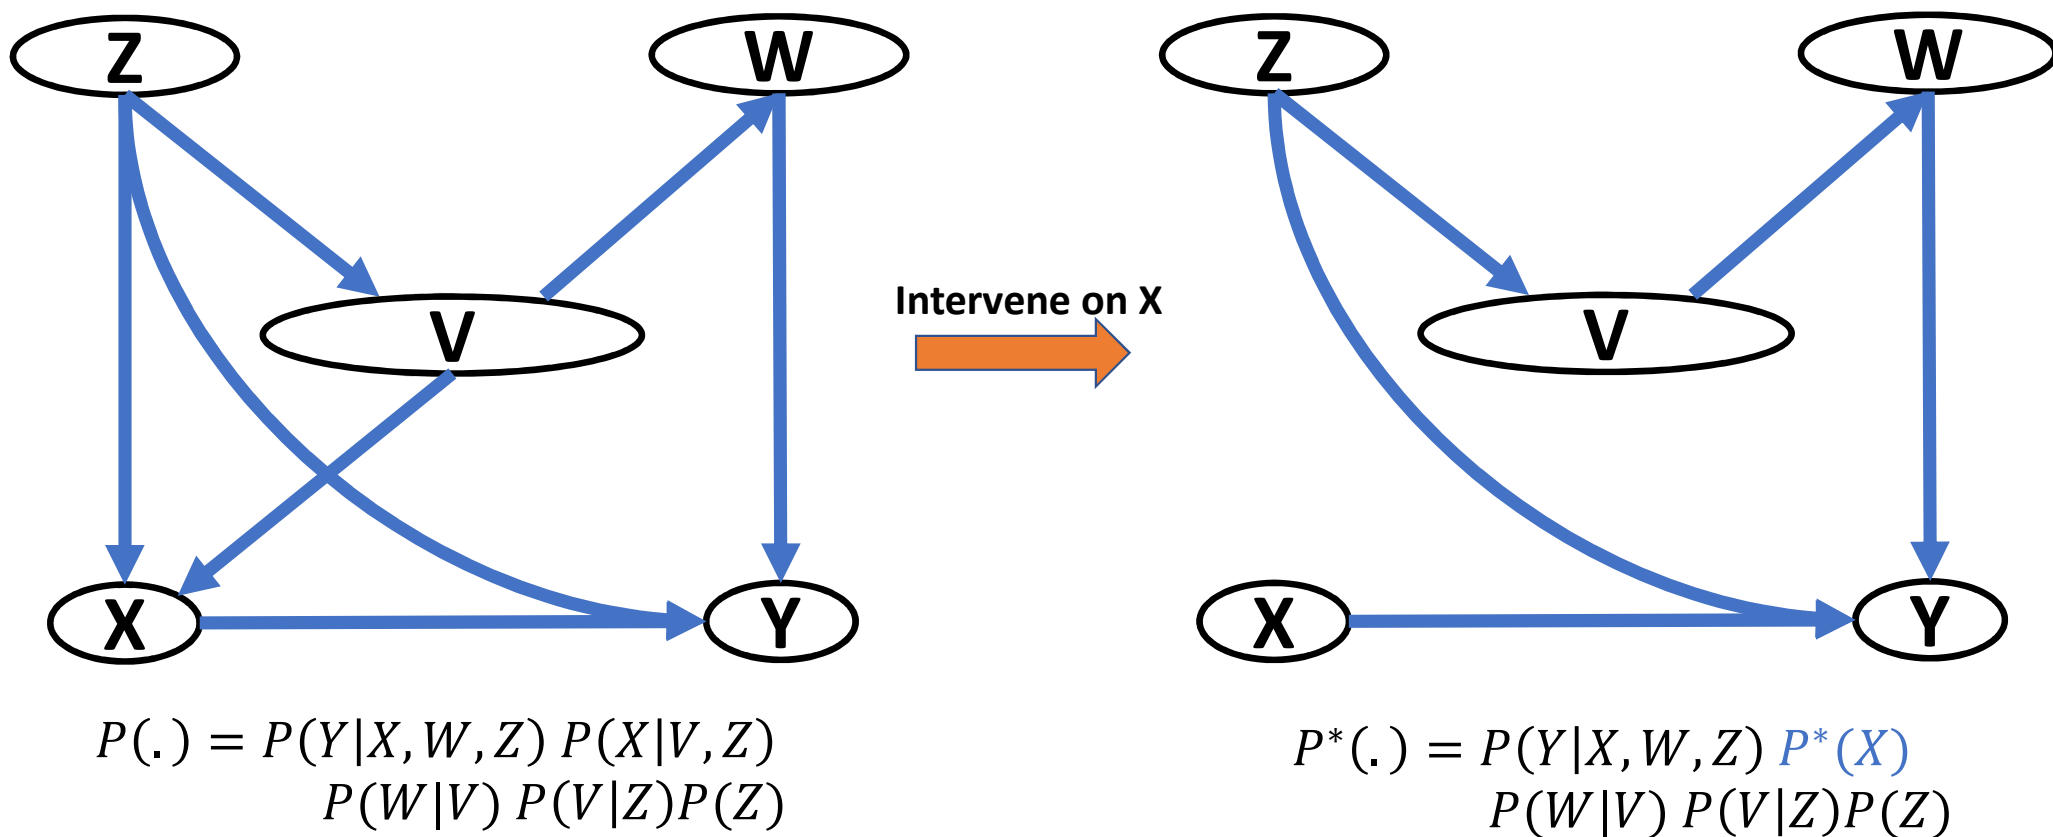 Z
W
V
X
Y
P(.) = P(Y|X, W, Z) P(X|V, Z)
P(W|V) P(V|Z)P(Z)
Intervene on X
Z
W
V
X
Y
P*(.) = P(Y|X, W, Z) P*(X)
P(W|V) P(V|Z)P(Z)